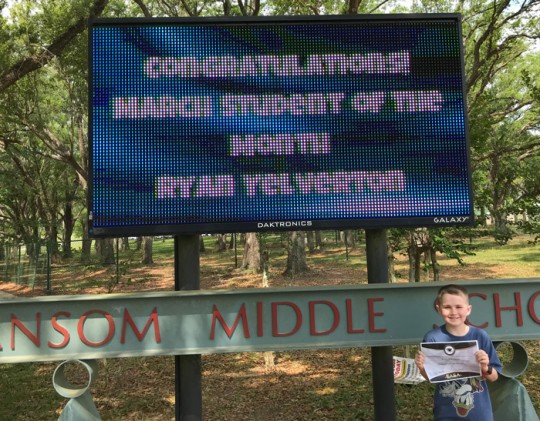 CONGRATULATIONS!
MARCH STUDENT OF THE
MONTH
RYAN YELVERTON
DAKTRONICS
GALAXY
ANSOM MIDDLE SCHO